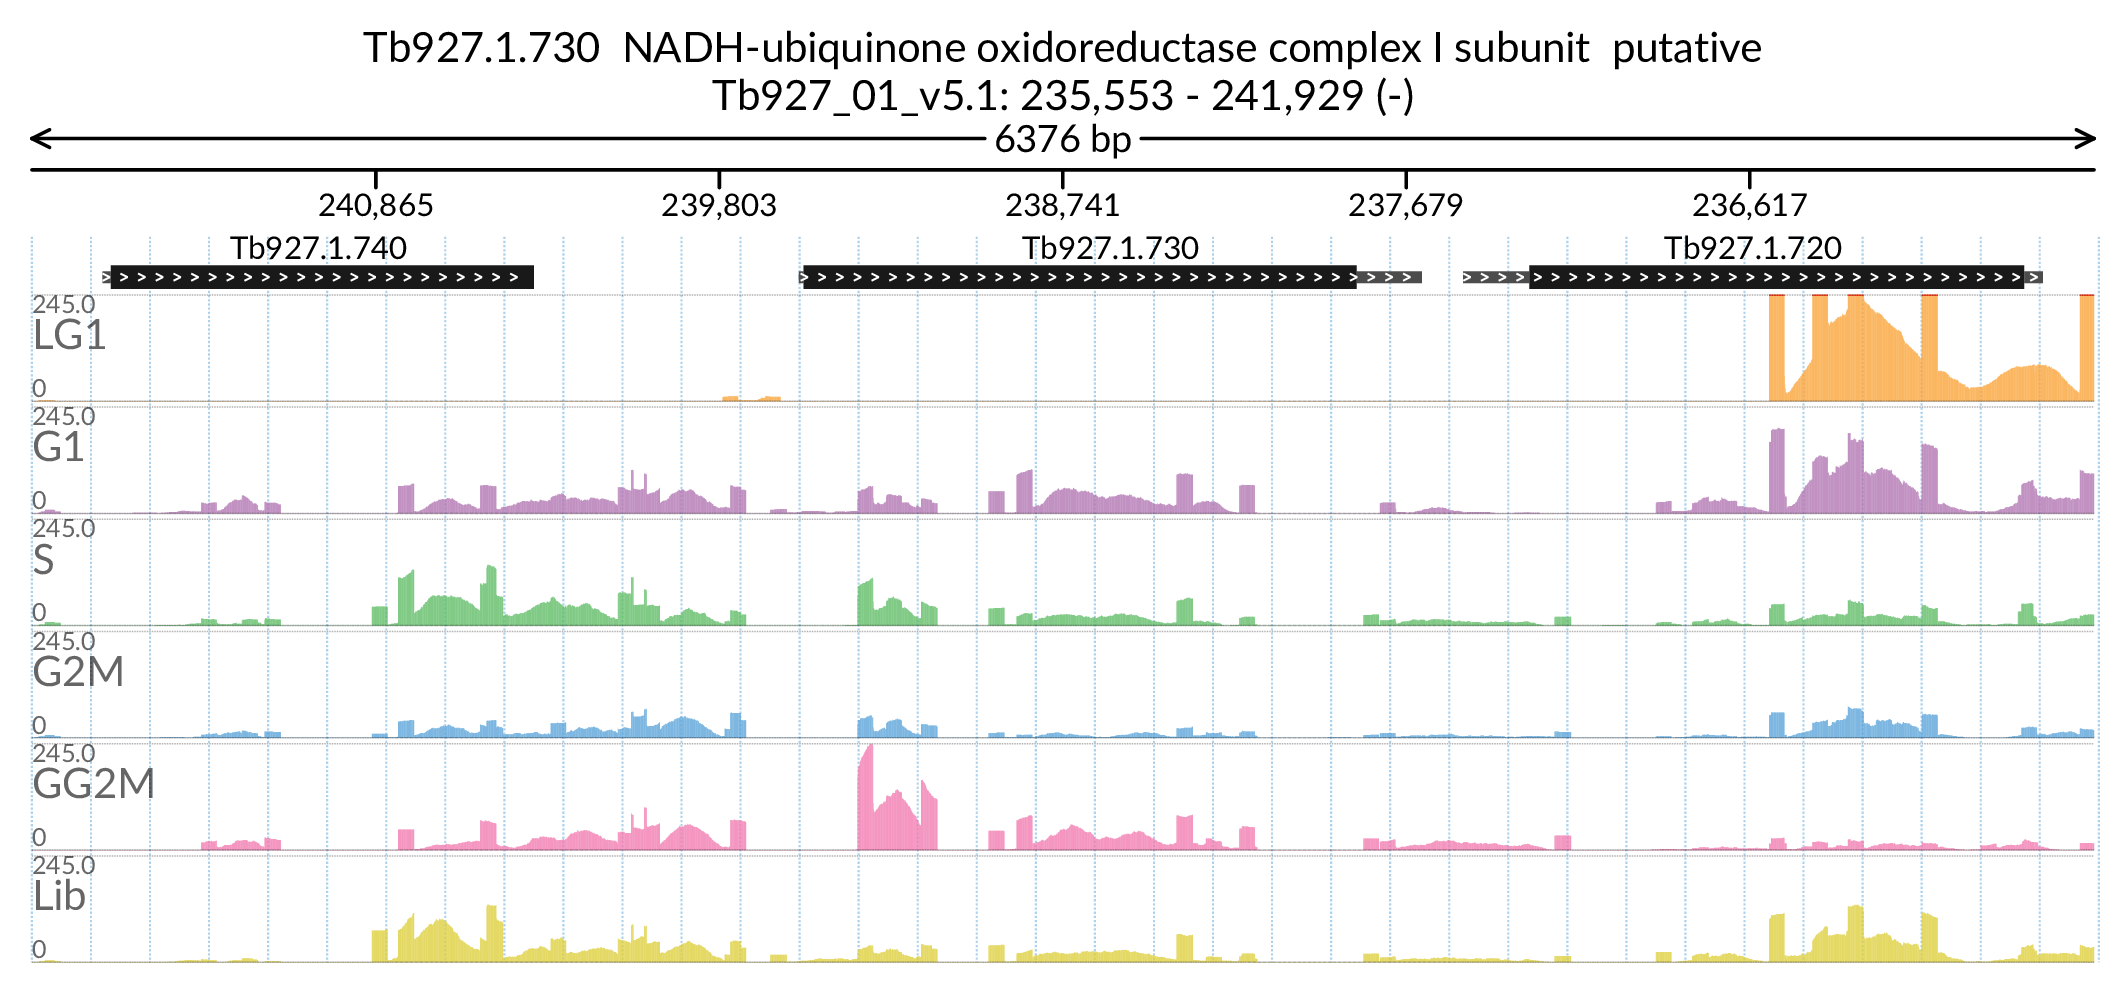 Tb927.1.730  NADH-ubiquinone oxidoreductase complex I subunit  putative
Tb927_01_v5.1: 235,553 - 241,929 (-)
6376 bp
240,865 239,803 238,741 237,679 236,617
Tb927.1.740 Tb927.1.730 Tb927.1.720
245.0
LG1
0
245.0
G1
0
245.0
S
0
245.0
G2M
0
245.0
GG2M
0
245.0
Lib
0